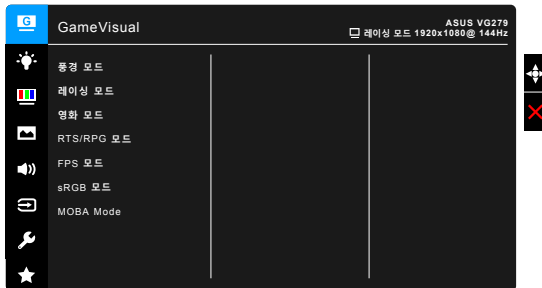 G
GameVisual
ASUS VG279
레이싱 모드 1920x1080@ 144Hz
풍경 모드
레이싱 모드
영화 모드
RTS/RPG 모드
FPS 모드
sRGB 모드
MOBA Mode